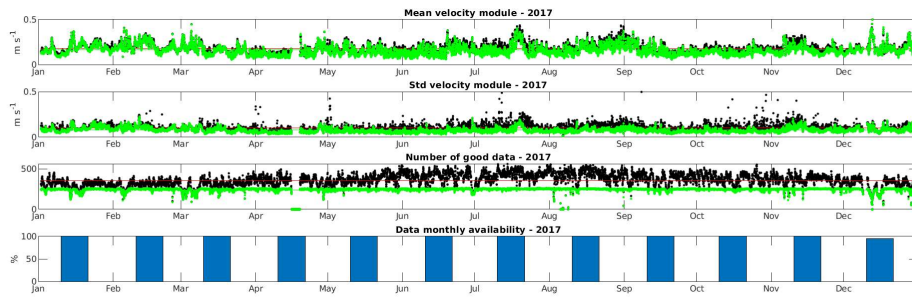 Mean velocity module - 2017
0.5
m s-1
0
Jan Feb Mar Apr May Jun Jul Aug Sep Oct Nov Dec
Std velocity module - 2017
0.5
m s-1
0
Jan Feb Mar Apr May Jun Jul Aug Sep Oct Nov Dec
Number of good data - 2017
500
0
Jan Feb Mar Apr May Jun Jul Aug Sep Oct Nov Dec
Data monthly availability - 2017
100
%
50
0
Jan Feb Mar Apr May Jun Jul Aug Sep Oct Nov Dec